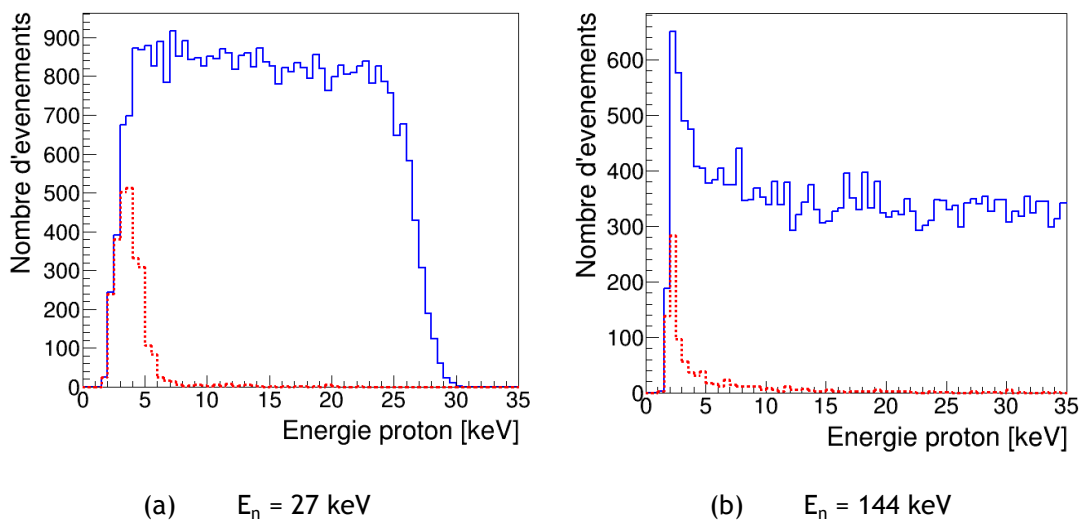 Nombre d'evenements
900
800
700
600
500
400
300
200
100
0
0 5 10 15 20 25 30 35
Energie proton [keV]
Nombre d'evenements
600
500
400
300
200
100
0
0 5 10 15 20 25 30 35
Energie proton [keV]
(a) Eₙ = 27 keV
(b) Eₙ = 144 keV